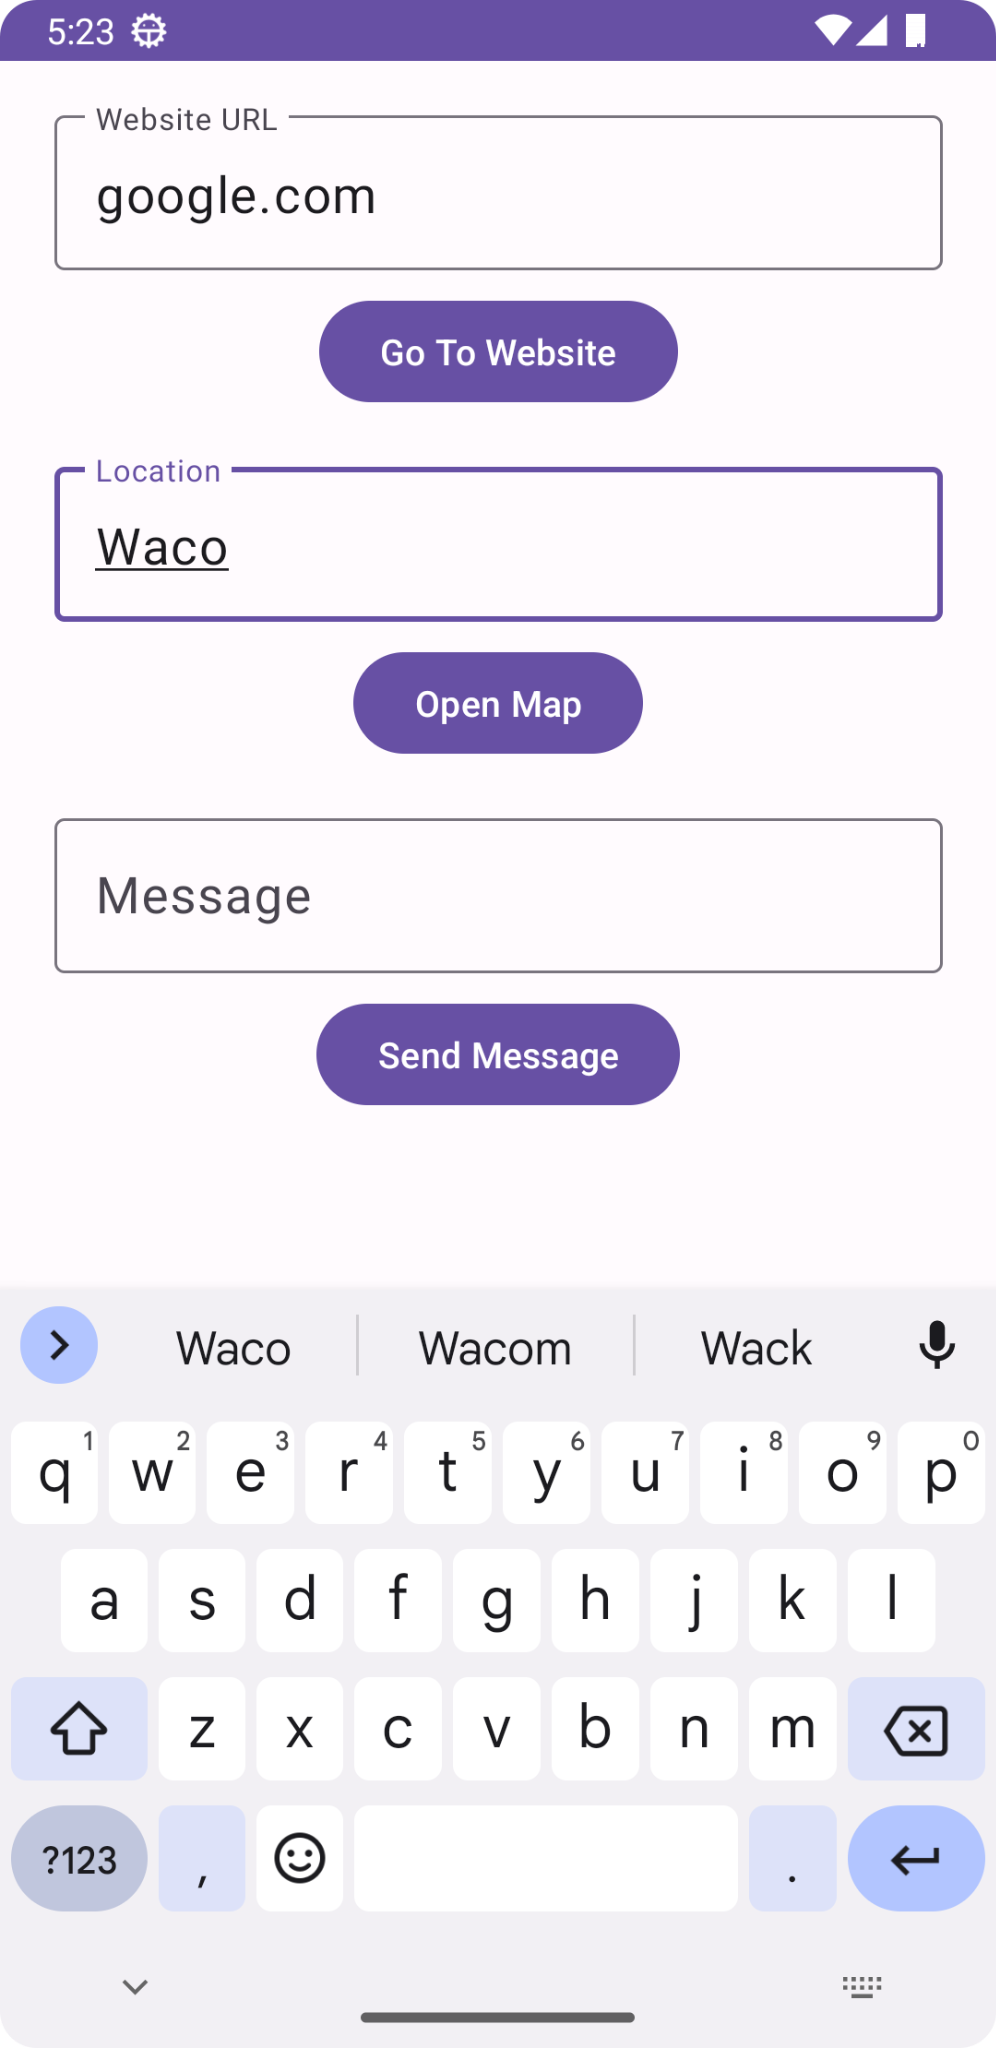 5:23
Website URL
google.com
Go To Website
Location
Waco
Open Map
Message
Send Message
Waco Wacom Wack
q 1 w 2 e 3 r 4 t 5 y 6 u 7 i 8 o 9 p 0
a s d f g h j k l
z x c v b n m
?123 , .